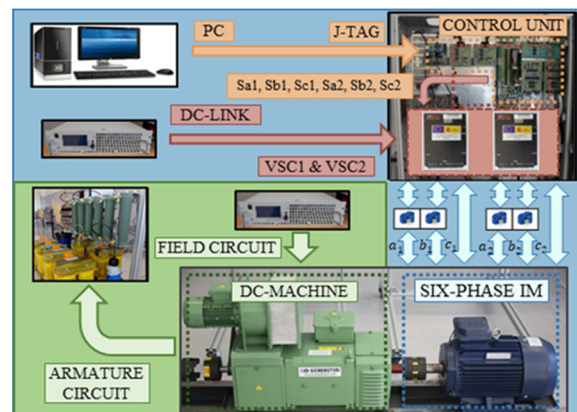 PC
J-TAG
CONTROL UNIT
Sa1, Sb1, Sc1, Sa2, Sb2, Sc2
DC-LINK
VSC1 & VSC2
FIELD CIRCUIT
a1
b1
c1
a2
b2
c2
DC-MACHINE
SIX-PHASE IM
ARMATURE
CIRCUIT